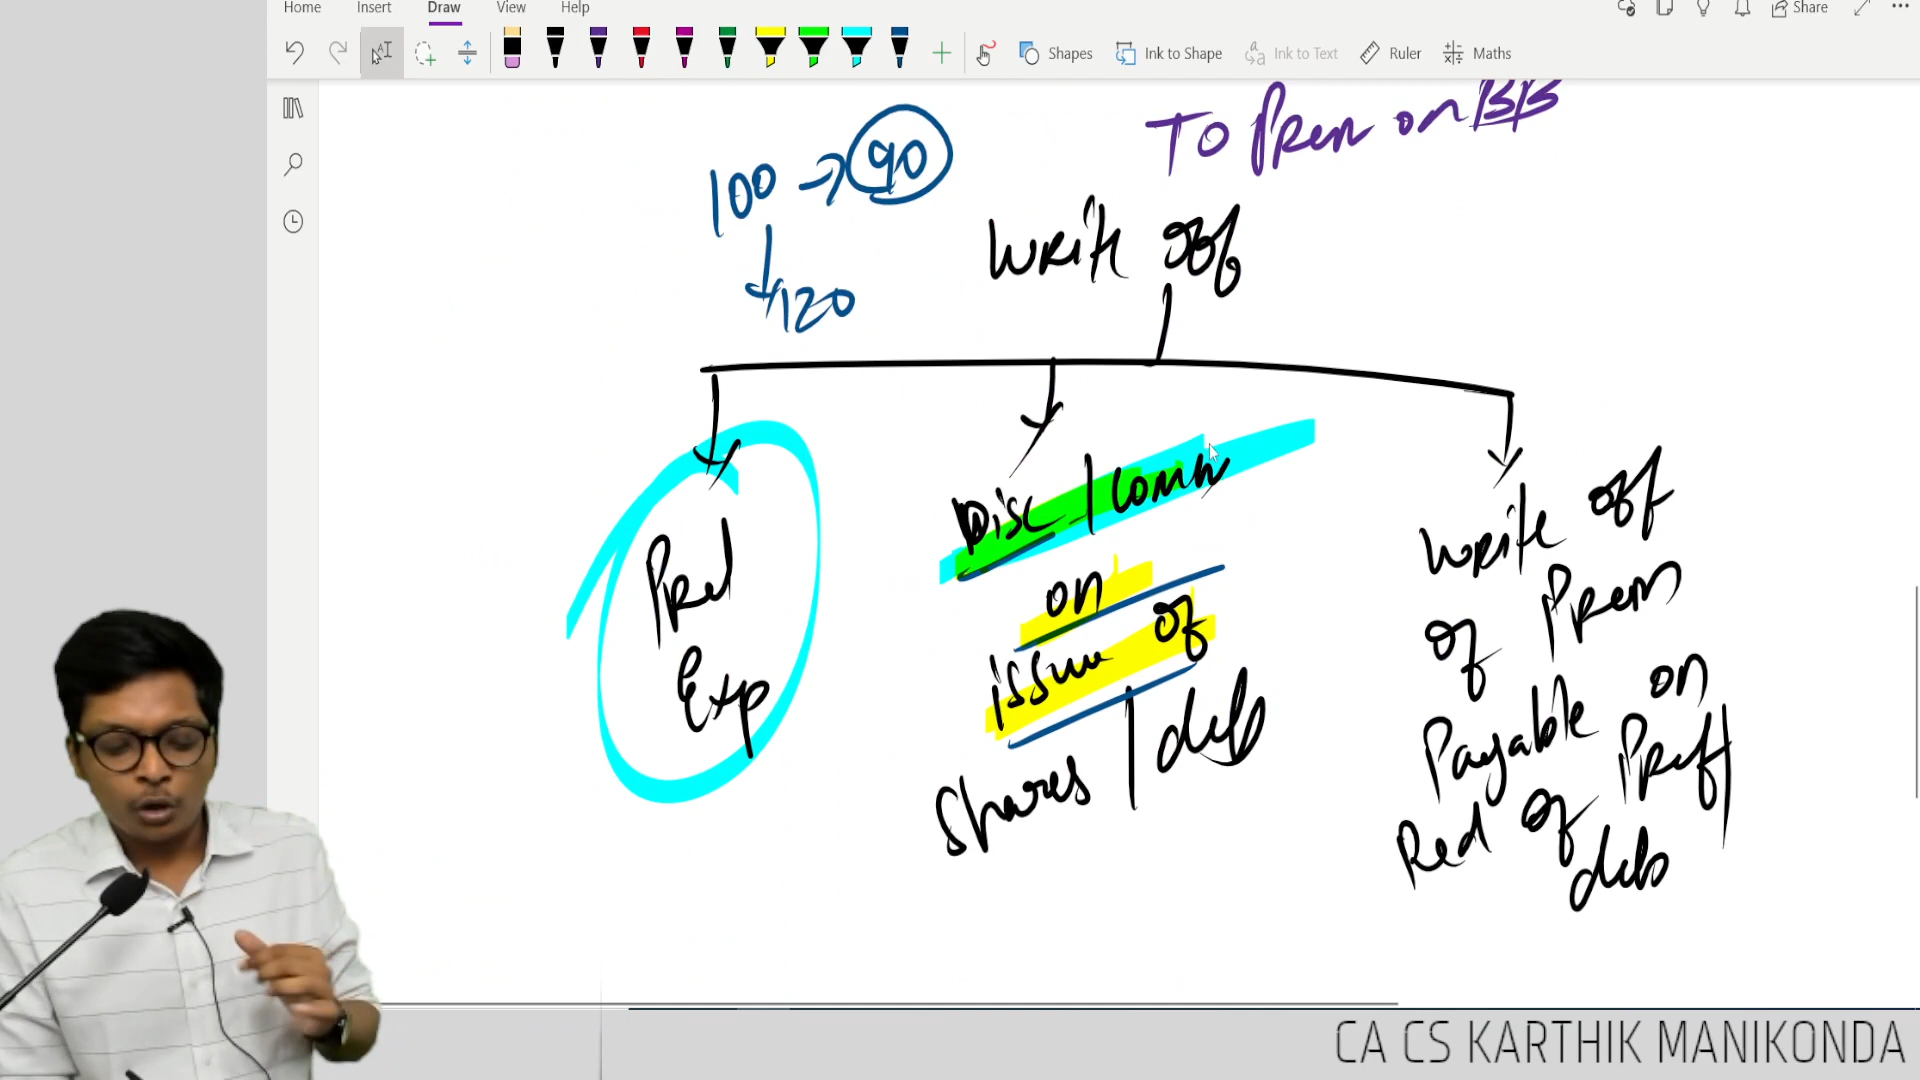 Home Insert Draw View Help Share
Shapes Ink to Shape Ink to Text Ruler Maths
To Prem on BB
100 → 90
120
Write off
Prel
Exp
Disc / Comm
on
issue of
Shares / deb
Write off
of Prem
Payable on
Red of Preff
deb
CA CS KARTHIK MANIKONDA